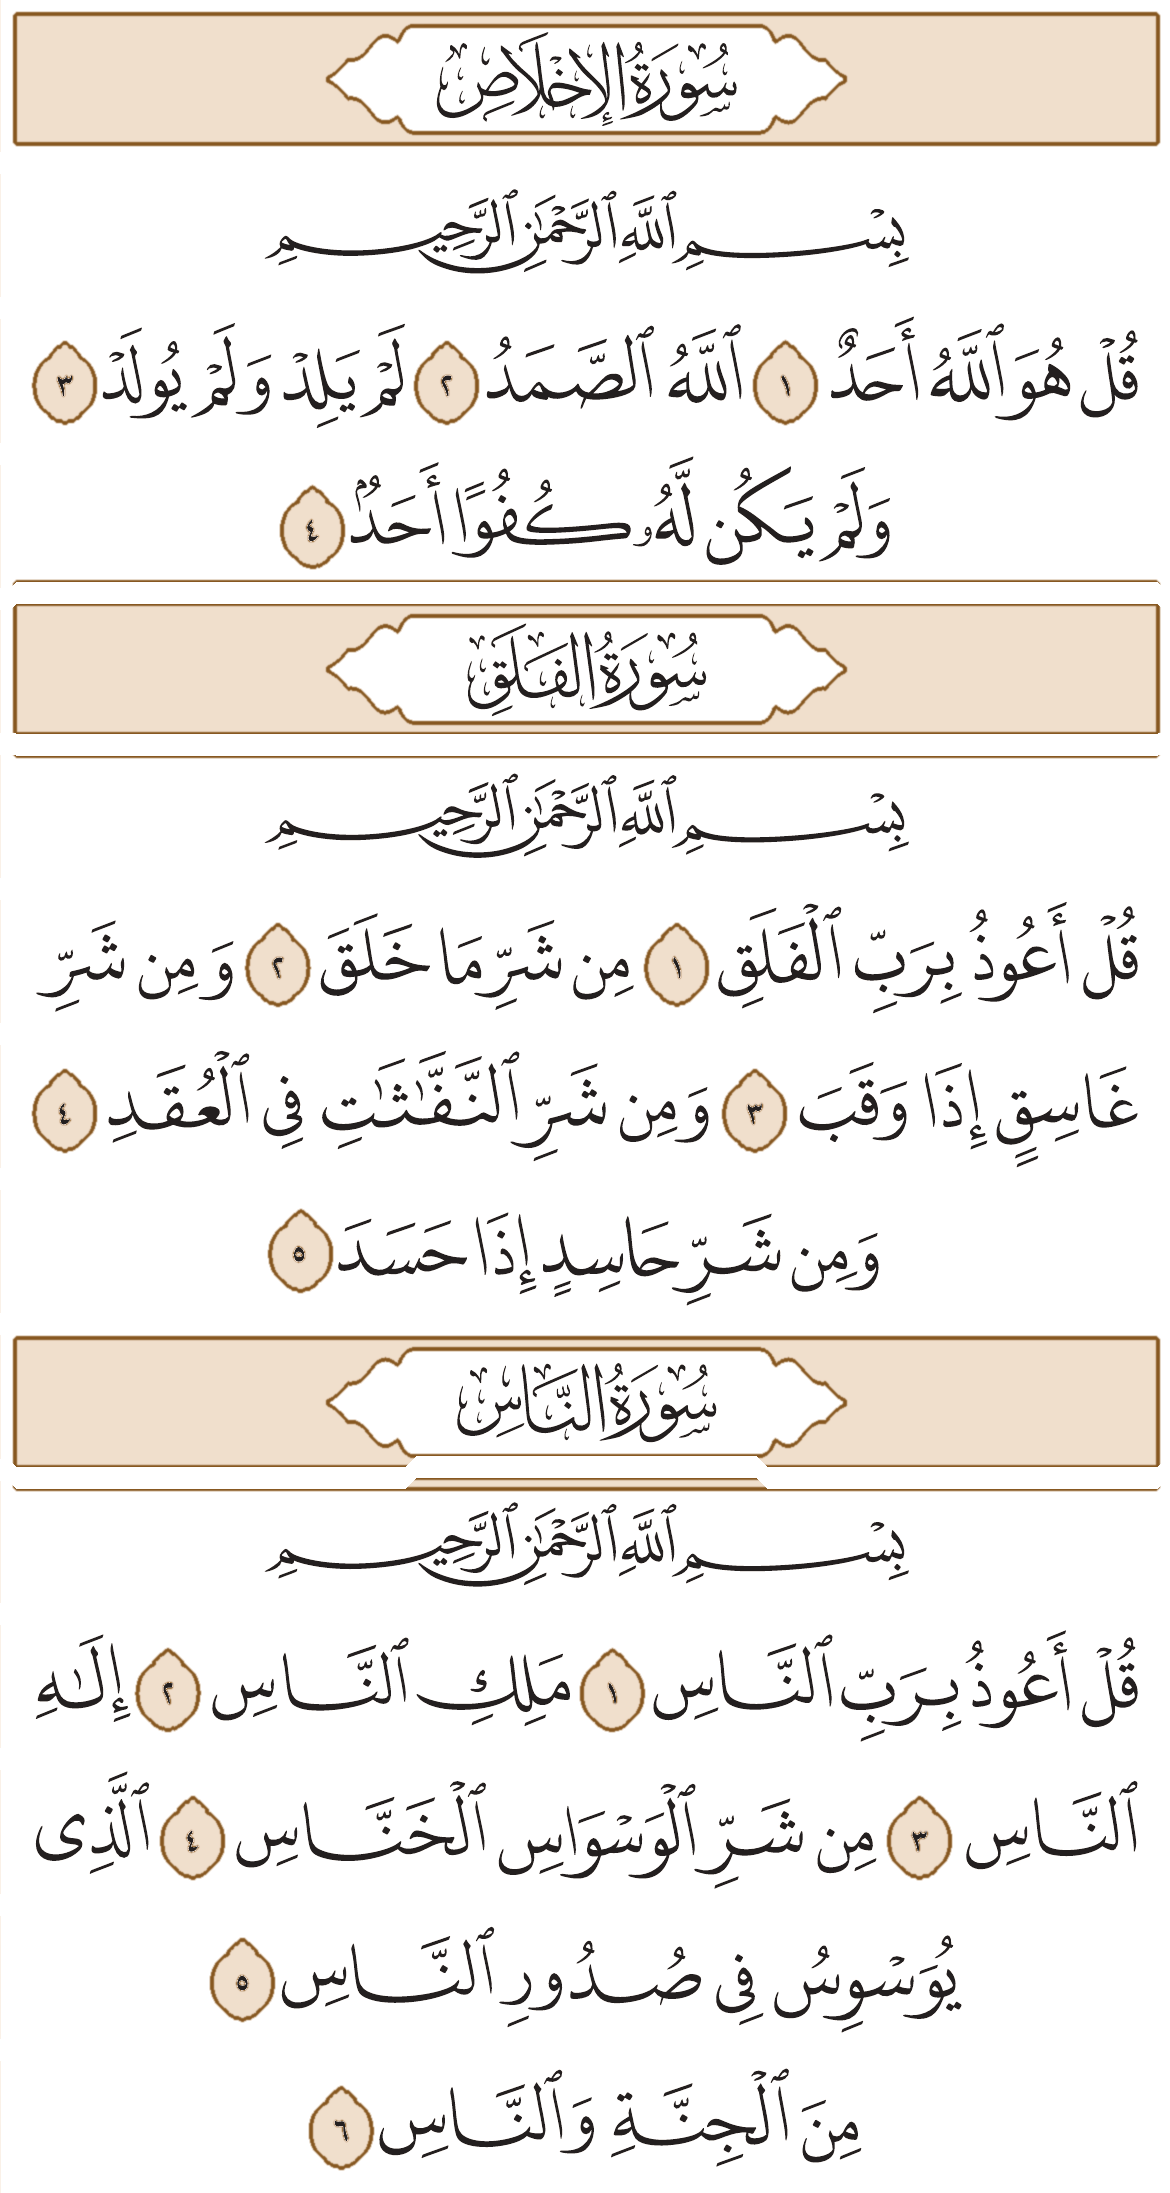 سُورَةُ الإِخْلَاصِ
بِسْمِ ٱللَّهِ ٱلرَّحْمَٰنِ ٱلرَّحِيمِ
قُلْ هُوَ ٱللَّهُ أَحَدٌ ١ ٱللَّهُ ٱلصَّمَدُ ٢ لَمْ يَلِدْ وَلَمْ يُولَدْ ٣
وَلَمْ يَكُن لَّهُۥ كُفُوًا أَحَدٌۢ ٤
سُورَةُ الفَلَقِ
بِسْمِ ٱللَّهِ ٱلرَّحْمَٰنِ ٱلرَّحِيمِ
قُلْ أَعُوذُ بِرَبِّ ٱلْفَلَقِ ١ مِن شَرِّ مَا خَلَقَ ٢ وَمِن شَرِّ
غَاسِقٍ إِذَا وَقَبَ ٣ وَمِن شَرِّ ٱلنَّفَّٰثَٰتِ فِى ٱلْعُقَدِ ٤
وَمِن شَرِّ حَاسِدٍ إِذَا حَسَدَ ٥
سُورَةُ النَّاسِ
بِسْمِ ٱللَّهِ ٱلرَّحْمَٰنِ ٱلرَّحِيمِ
قُلْ أَعُوذُ بِرَبِّ ٱلنَّاسِ ١ مَلِكِ ٱلنَّاسِ ٢ إِلَٰهِ
ٱلنَّاسِ ٣ مِن شَرِّ ٱلْوَسْوَاسِ ٱلْخَنَّاسِ ٤ ٱلَّذِى
يُوَسْوِسُ فِى صُدُورِ ٱلنَّاسِ ٥
مِنَ ٱلْجِنَّةِ وَٱلنَّاسِ ٦